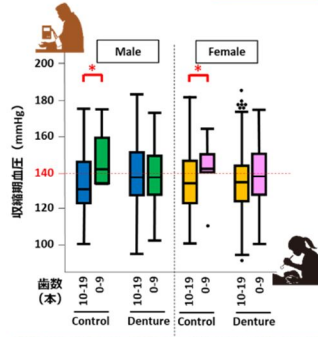 Male
Female
*
*
収縮期血圧 (mmHg)
200
180
160
140
120
100
歯数
(本)
10-19
0-9
10-19
0-9
10-19
0-9
10-19
0-9
Control
Denture
Control
Denture